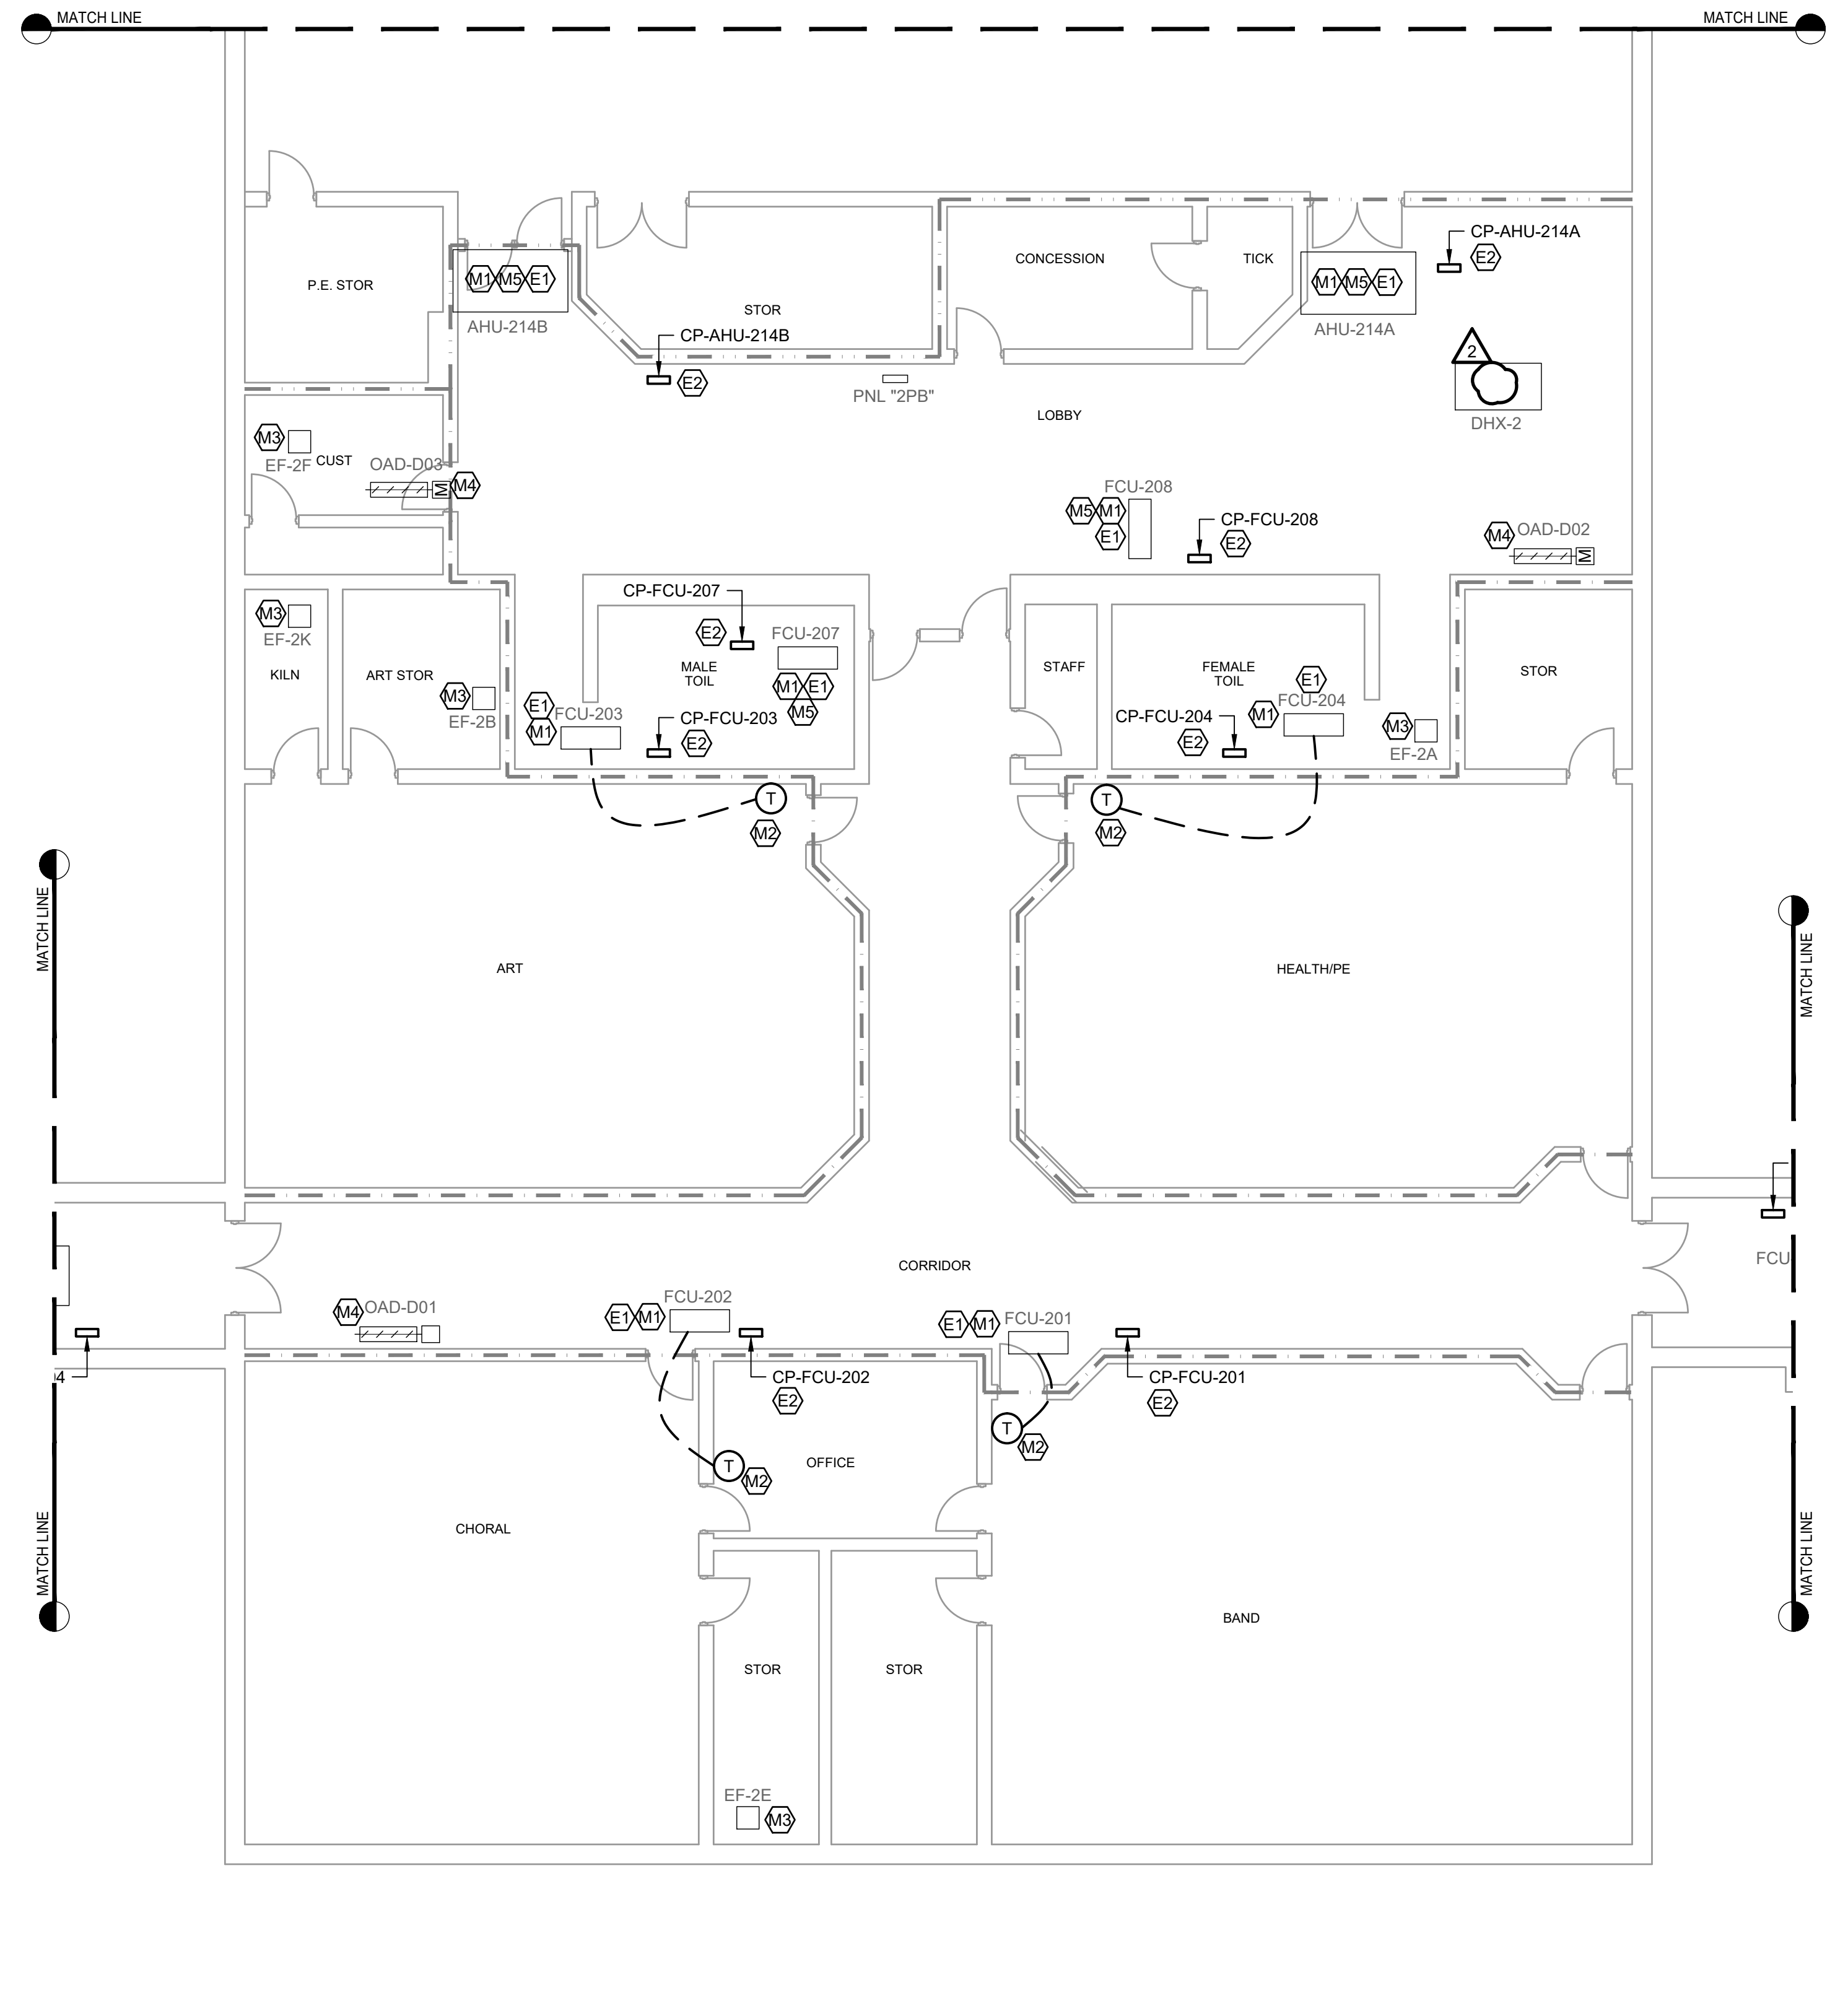 MATCH LINE
MATCH LINE
CP-AHU-214A
E2
P.E. STOR
M1 M5 E1
AHU-214B
STOR
CONCESSION
TICK
M1 M5 E1
AHU-214A
CP-AHU-214B
E2
PNL "2PB"
LOBBY
2
DHX-2
M3
EF-2F
CUST
OAD-D03
M
M4
FCU-208
M5 M1
E1
CP-FCU-208
E2
M4
OAD-D02
M
CP-FCU-207
E2
FCU-207
M1 E1
M5
MALE
TOIL
M3
EF-2K
KILN
ART STOR
M3
EF-2B
E1
M1
FCU-203
CP-FCU-203
E2
STAFF
FEMALE
TOIL
E1
M1
FCU-204
CP-FCU-204
E2
M3
EF-2A
STOR
T
M2
T
M2
MATCH LINE
MATCH LINE
ART
HEALTH/PE
CORRIDOR
FCU
M4
OAD-D01
E1 M1
FCU-202
E1 M1
FCU-201
4
CP-FCU-202
E2
CP-FCU-201
E2
T
M2
T
M2
OFFICE
CHORAL
MATCH LINE
MATCH LINE
BAND
STOR
STOR
EF-2E
M3